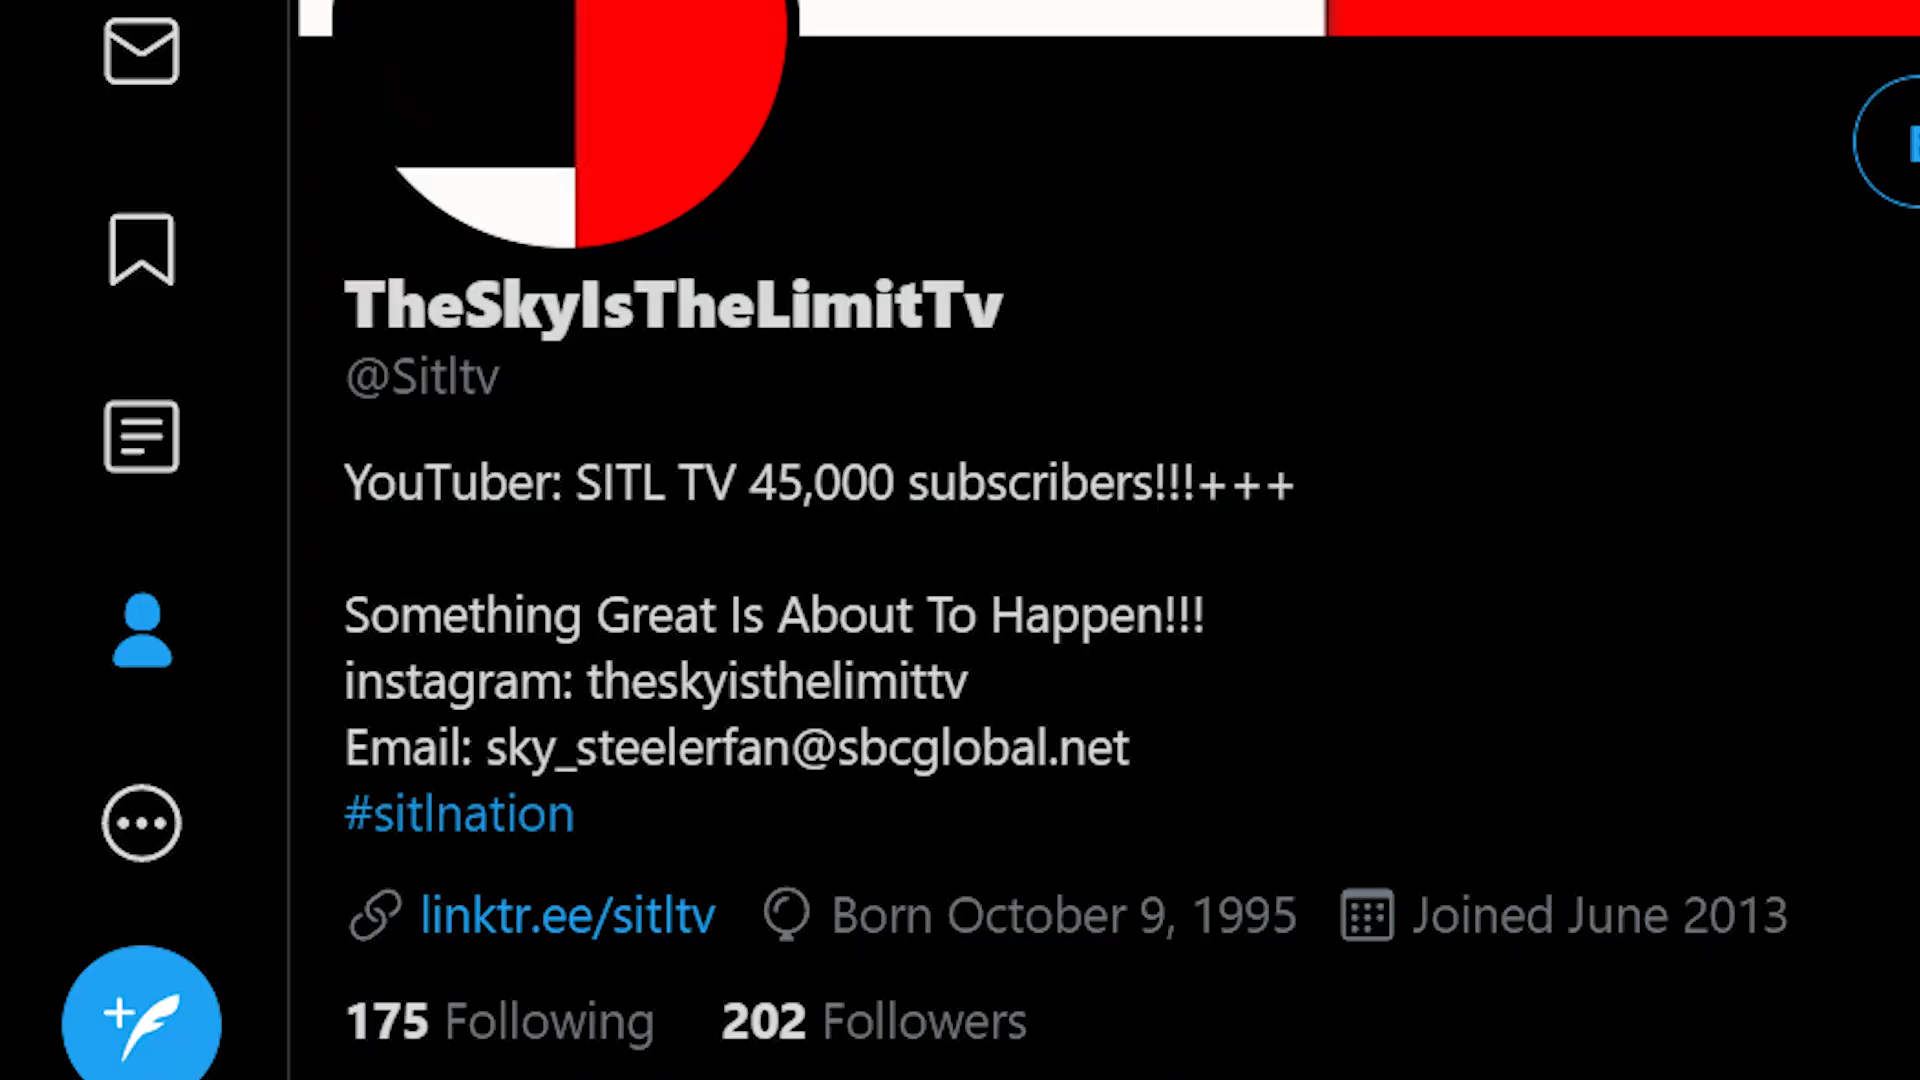 TheSkyIsTheLimitTv
@Sitltv
YouTuber: SITL TV 45,000 subscribers!!!+++
Something Great Is About To Happen!!!
instagram: theskyisthelimittv
Email: sky_steelerfan@sbcglobal.net
#sitlnation
linktr.ee/sitltv Born October 9, 1995 Joined June 2013
175 Following 202 Followers